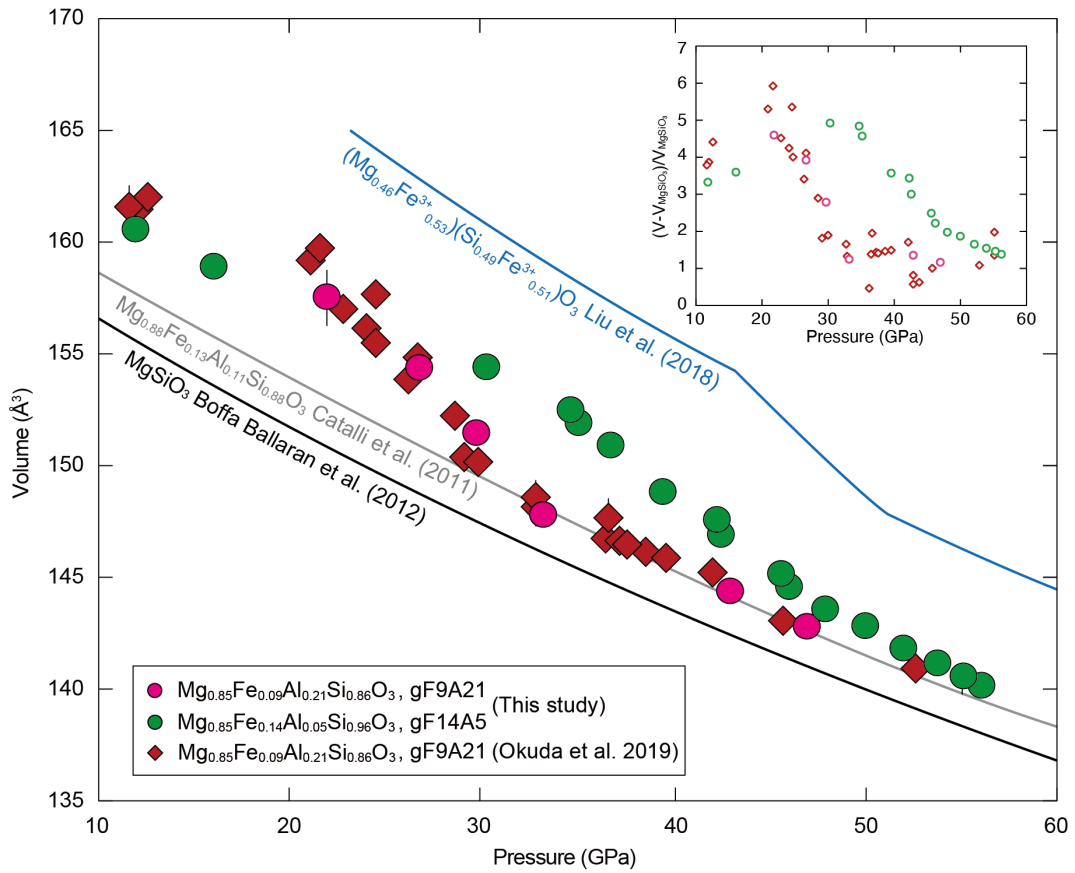 170
165
160
155
150
145
140
135
10
20
30
40
50
60
Volume (Å³)
Pressure (GPa)
(Mg₀.₄₆Fe³⁺₀.₅₃)(Si₀.₄₉Fe³⁺₀.₅₁)O₃ Liu et al. (2018)
Mg₀.₈₈Fe₀.₁₃Al₀.₁₁Si₀.₈₈O₃ Catalli et al. (2011)
MgSiO₃ Boffa Ballaran et al. (2012)
Mg₀.₈₅Fe₀.₀₉Al₀.₂₁Si₀.₈₆O₃, gF9A21
(This study)
Mg₀.₈₅Fe₀.₁₄Al₀.₀₅Si₀.₉₆O₃, gF14A5
Mg₀.₈₅Fe₀.₀₉Al₀.₂₁Si₀.₈₆O₃, gF9A21 (Okuda et al. 2019)
7
6
5
4
3
2
1
0
10
20
30
40
50
60
(V-V MgSiO₃)/V MgSiO₃
Pressure (GPa)